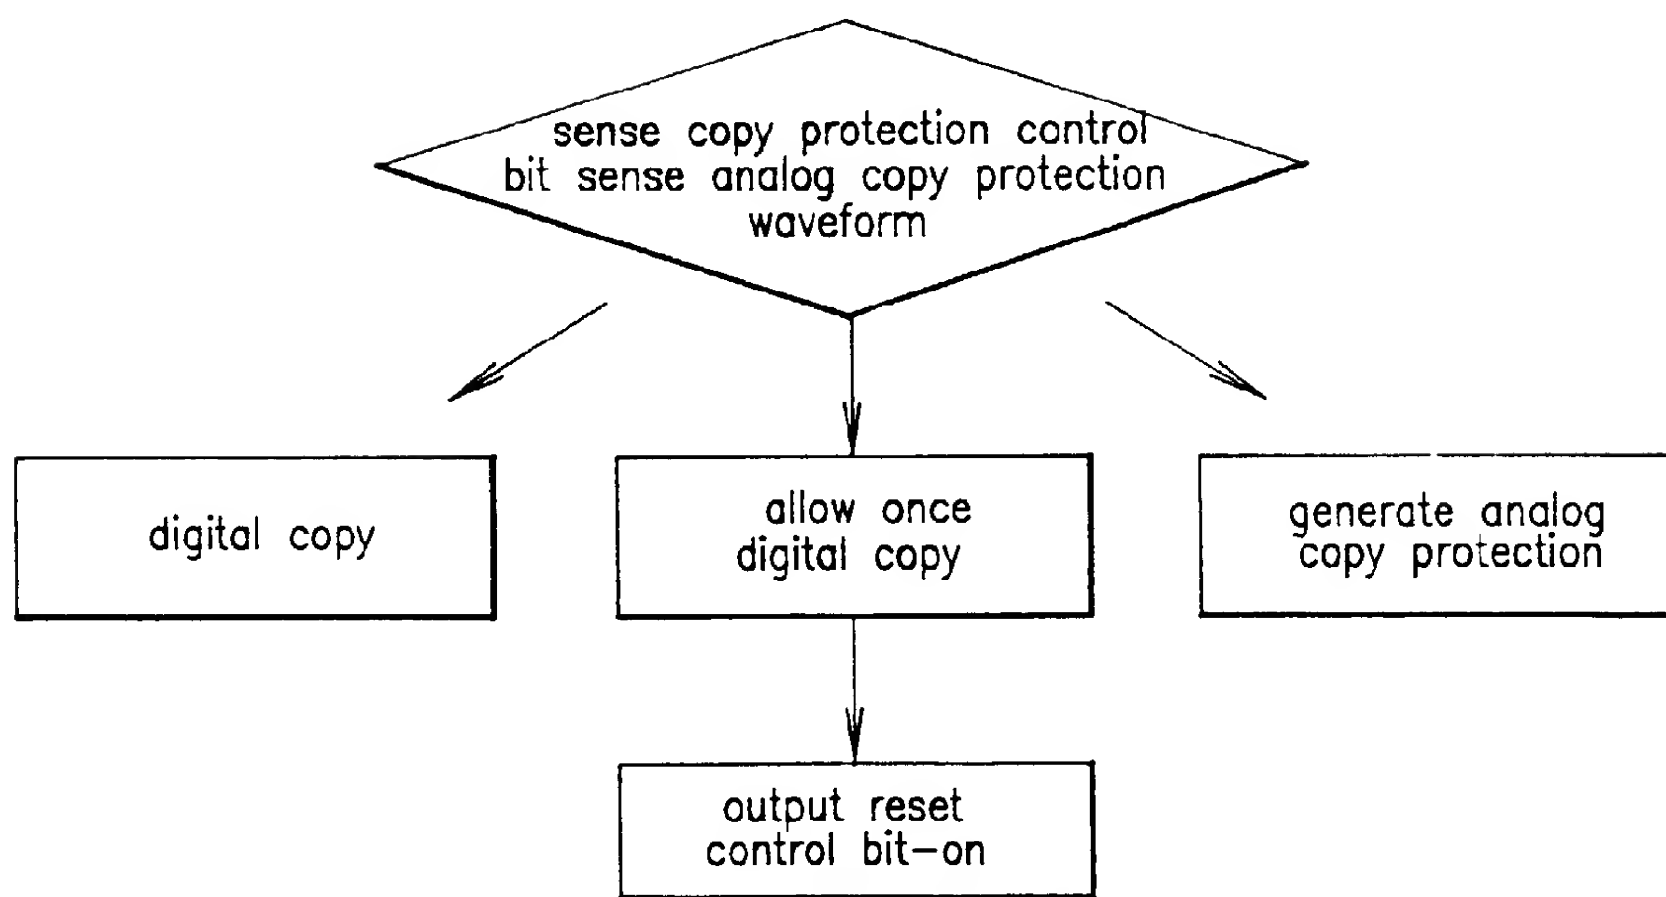 sense copy protection control
bit sense analog copy protection
waveform
digital copy
allow once
digital copy
generate analog
copy protection
output reset
control bit-on